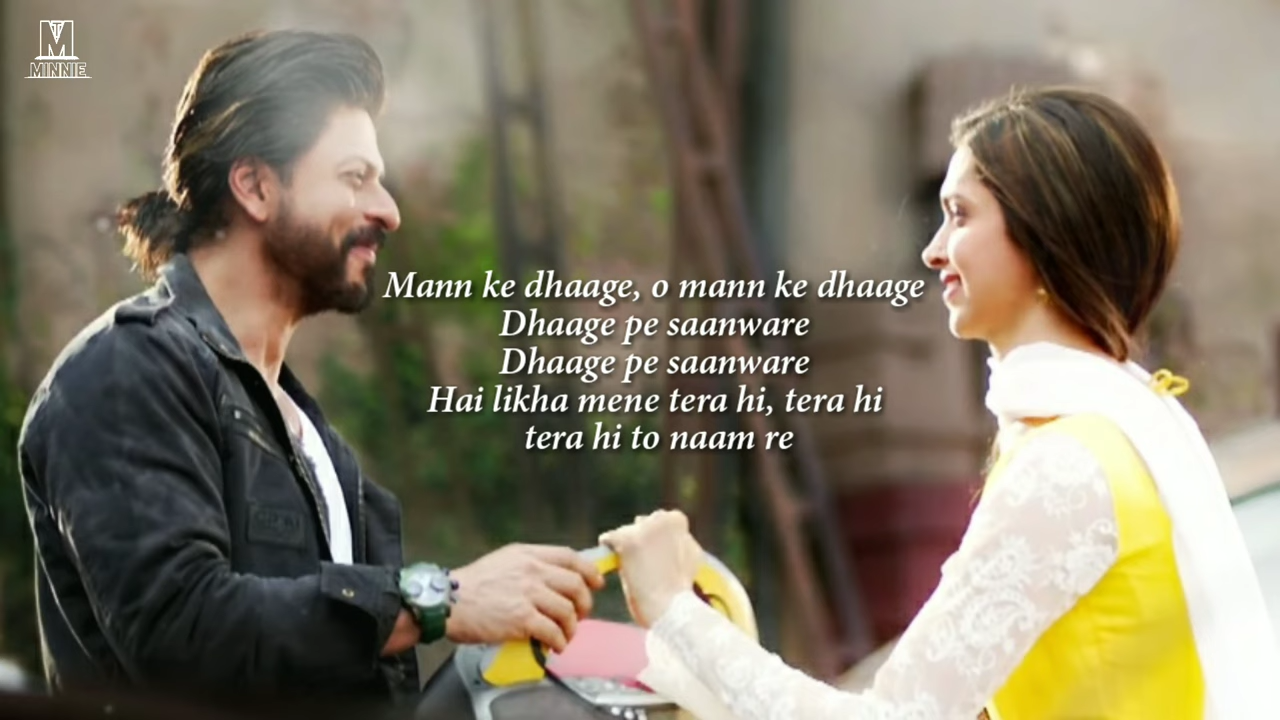 MINNIE
Mann ke dhaage, o mann ke dhaage
Dhaage pe saanware
Dhaage pe saanware
Hai likha mene tera hi, tera hi
tera hi to naam re